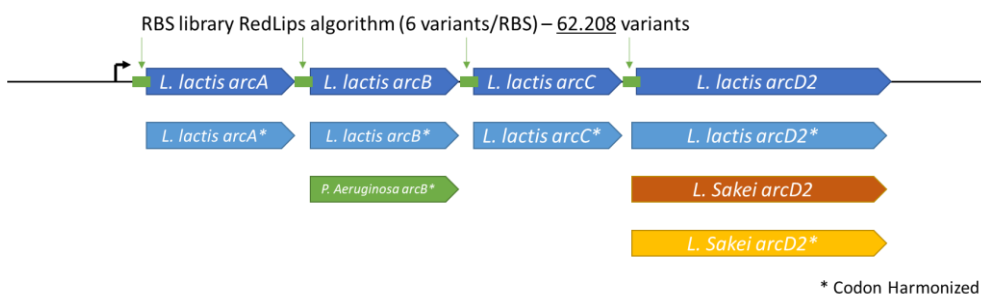 RBS library RedLips algorithm (6 variants/RBS) – 62.208 variants
L. lactis arcA L. lactis arcB L. lactis arcC L. lactis arcD2
L. lactis arcA* L. lactis arcB* L. lactis arcC* L. lactis arcD2*
P. Aeruginosa arcB* L. Sakei arcD2
L. Sakei arcD2*
* Codon Harmonized